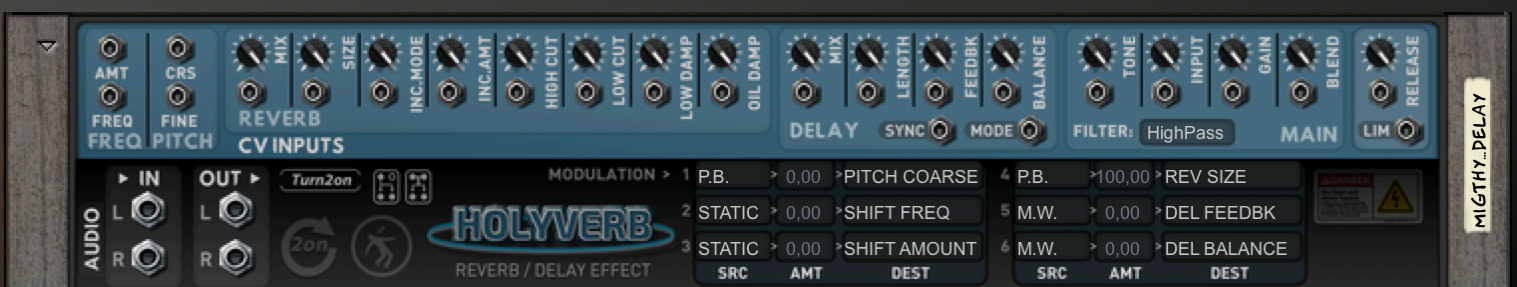 AMT
CRS
FREQ
FINE
FREQ
PITCH
MIX
SIZE
INC.MODE
INC.AMT
HIGH CUT
LOW CUT
LOW DAMP
OIL DAMP
REVERB
CV INPUTS
MIX
LENGTH
FEEDBK
BALANCE
DELAY
SYNC
MODE
TONE
INPUT
GAIN
BLEND
FILTER: HighPass
MAIN
RELEASE
LIM
MIGTHY_DELAY
AUDIO
IN
OUT
L
L
R
R
Turn2on
2on
HOLYVERB
REVERB / DELAY EFFECT
MODULATION >
1 P.B. > 0,00 > PITCH COARSE
2 STATIC > 0,00 > SHIFT FREQ
3 STATIC > 0,00 > SHIFT AMOUNT
SRC AMT DEST
4 P.B. > 100,00 > REV SIZE
5 M.W. > 0,00 > DEL FEEDBK
6 M.W. > 0,00 > DEL BALANCE
SRC AMT DEST
DANGER